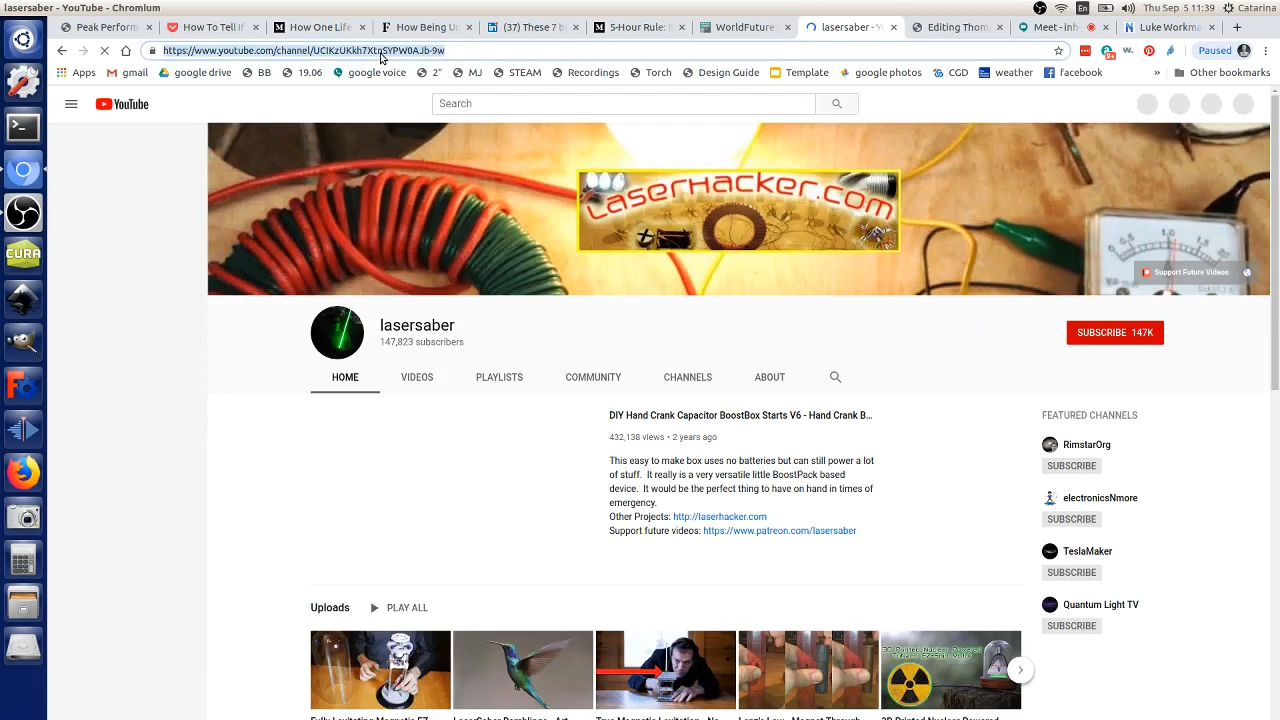 lasersaber - YouTube - Chromium
En
Thu Sep 5 11:39
Catarina
Peak Perform
How To Tell If
How One Life
How Being
(37) These 7 b
5-Hour Rule: I
WorldFuture
lasersaber - Y
Editing Thom
Meet - inh-
Luke Workma
https://www.youtube.com/channel/UCIKzUKkh7XtpSYPW0AJb-9w
9+
Paused
Apps
gmail
google drive
BB
19.06
google voice
2"
MJ
STEAM
Recordings
Torch
Design Guide
Template
google photos
CGD
weather
facebook
»
Other bookmarks
YouTube
Search
LaserHacker.com
Support Future Videos
lasersaber
147,823 subscribers
SUBSCRIBE 147K
HOME
VIDEOS
PLAYLISTS
COMMUNITY
CHANNELS
ABOUT
DIY Hand Crank Capacitor BoostBox Starts V6 - Hand Crank B...
432,138 views • 2 years ago
This easy to make box uses no batteries but can still power a lot
of stuff. It really is a very versatile little BoostPack based
device. It would be the perfect thing to have on hand in times of
emergency.
Other Projects: http://laserhacker.com
Support future videos: https://www.patreon.com/lasersaber
FEATURED CHANNELS
RimstarOrg
SUBSCRIBE
electronicsNmore
SUBSCRIBE
TeslaMaker
SUBSCRIBE
Quantum Light TV
SUBSCRIBE
Uploads
PLAY ALL
CURA